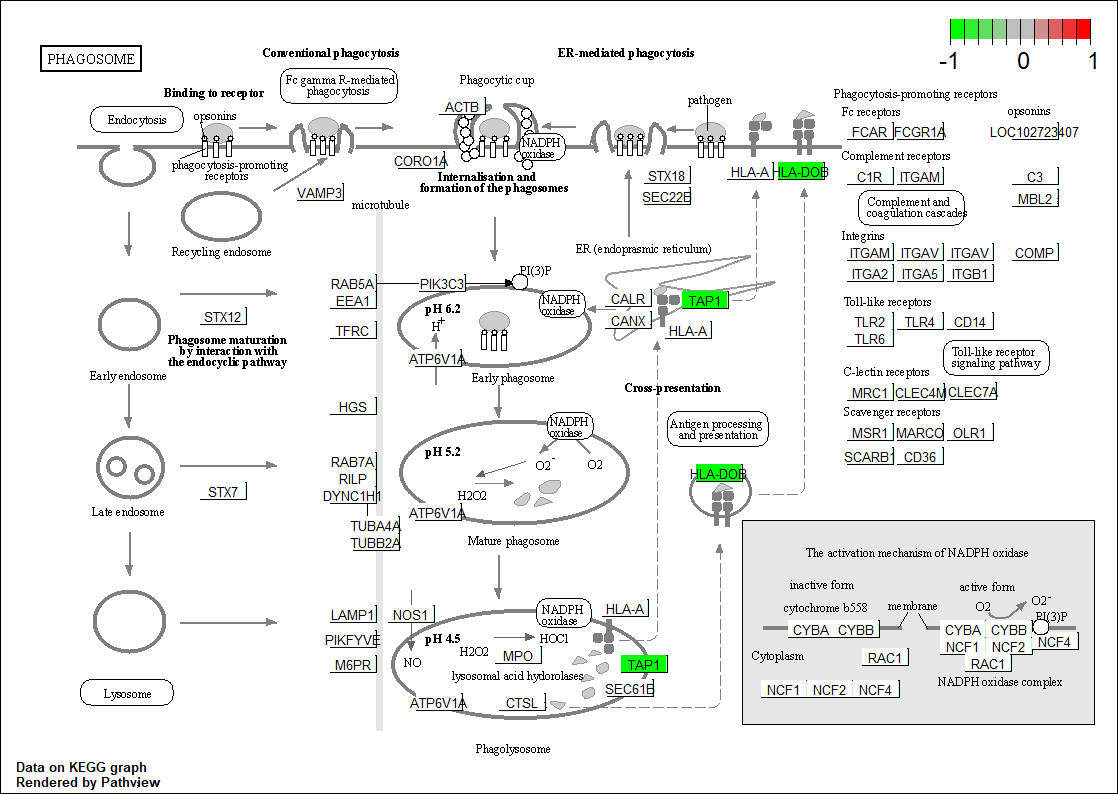 PHAGOSOME
-1 0 1
Conventional phagocytosis
ER-mediated phagocytosis
Binding to receptor
Fc gamma R-mediated
phagocytosis
Phagocytic cup
Endocytosis
opsonins
ACTB
pathogen
NADPH
oxidase
phagocytosis-promoting
receptors
CORO1A
Internalisation and
formation of the phagosomes
VAMP3
STX18
SEC22B
HLA-A
HLA-DOB
microtubule
Recycling endosome
ER (endoprasmic reticulum)
RAB5A
EEA1
PIK3C3
PI(3)P
pH 6.2
H+
NADPH
oxidase
CALR
CANX
TAP1
HLA-A
STX12
TFRC
ATP6V1A
Phagosome maturation
by interaction with
the endocyclic pathway
Early endosome
Early phagosome
Cross-presentation
HGS
Antigen processing
and presentation
NADPH
oxidase
pH 5.2
O2-
O2
H2O2
RAB7A
RILP
DYNC1H1
STX7
ATP6V1A
HLA-DOB
Late endosome
TUBA4A
TUBB2A
Mature phagosome
LAMP1
NOS1
PIKFYVE
M6PR
NO
pH 4.5
NADPH
oxidase
HLA-A
H2O2
HOCl
MPO
TAP1
lysosomal acid hydorolases
SEC61B
ATP6V1A
CTSL
Lysosome
Phagolysosome
Phagocytosis-promoting receptors
Fc receptors
opsonins
FCAR
FCGR1A
LOC102723407
Complement receptors
C1R
ITGAM
C3
MBL2
Complement and
coagulation cascades
Integrins
ITGAM
ITGAV
ITGAV
COMP
ITGA2
ITGA5
ITGB1
Toll-like receptors
TLR2
TLR4
CD14
TLR6
Toll-like receptor
signaling pathway
C-lectin receptors
MRC1
CLEC4M
CLEC7A
Scavenger receptors
MSR1
MARCO
OLR1
SCARB1
CD36
The activation mechanism of NADPH oxidase
inactive form
active form
cytochrome b558
membrane
O2
O2-
PI(3)P
CYBA
CYBB
CYBA
CYBB
NCF1
NCF2
NCF4
RAC1
Cytoplasm
RAC1
NCF1
NCF2
NCF4
NADPH oxidase complex
Data on KEGG graph
Rendered by Pathview